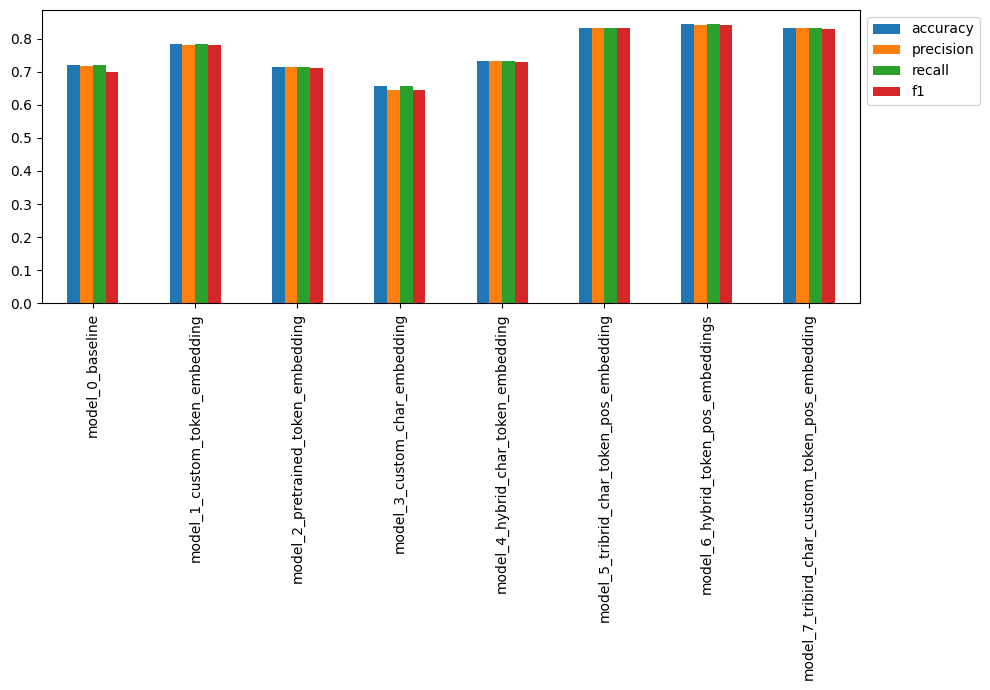 0.8
0.7
0.6
0.5
0.4
0.3
0.2
0.1
0.0
accuracy
precision
recall
f1
model_0_baseline
model_1_custom_token_embedding
model_2_pretrained_token_embedding
model_3_custom_char_embedding
model_4_hybrid_char_token_embedding
model_5_tribrid_char_token_pos_embedding
model_6_hybrid_token_pos_embeddings
model_7_tribird_char_custom_token_pos_embedding